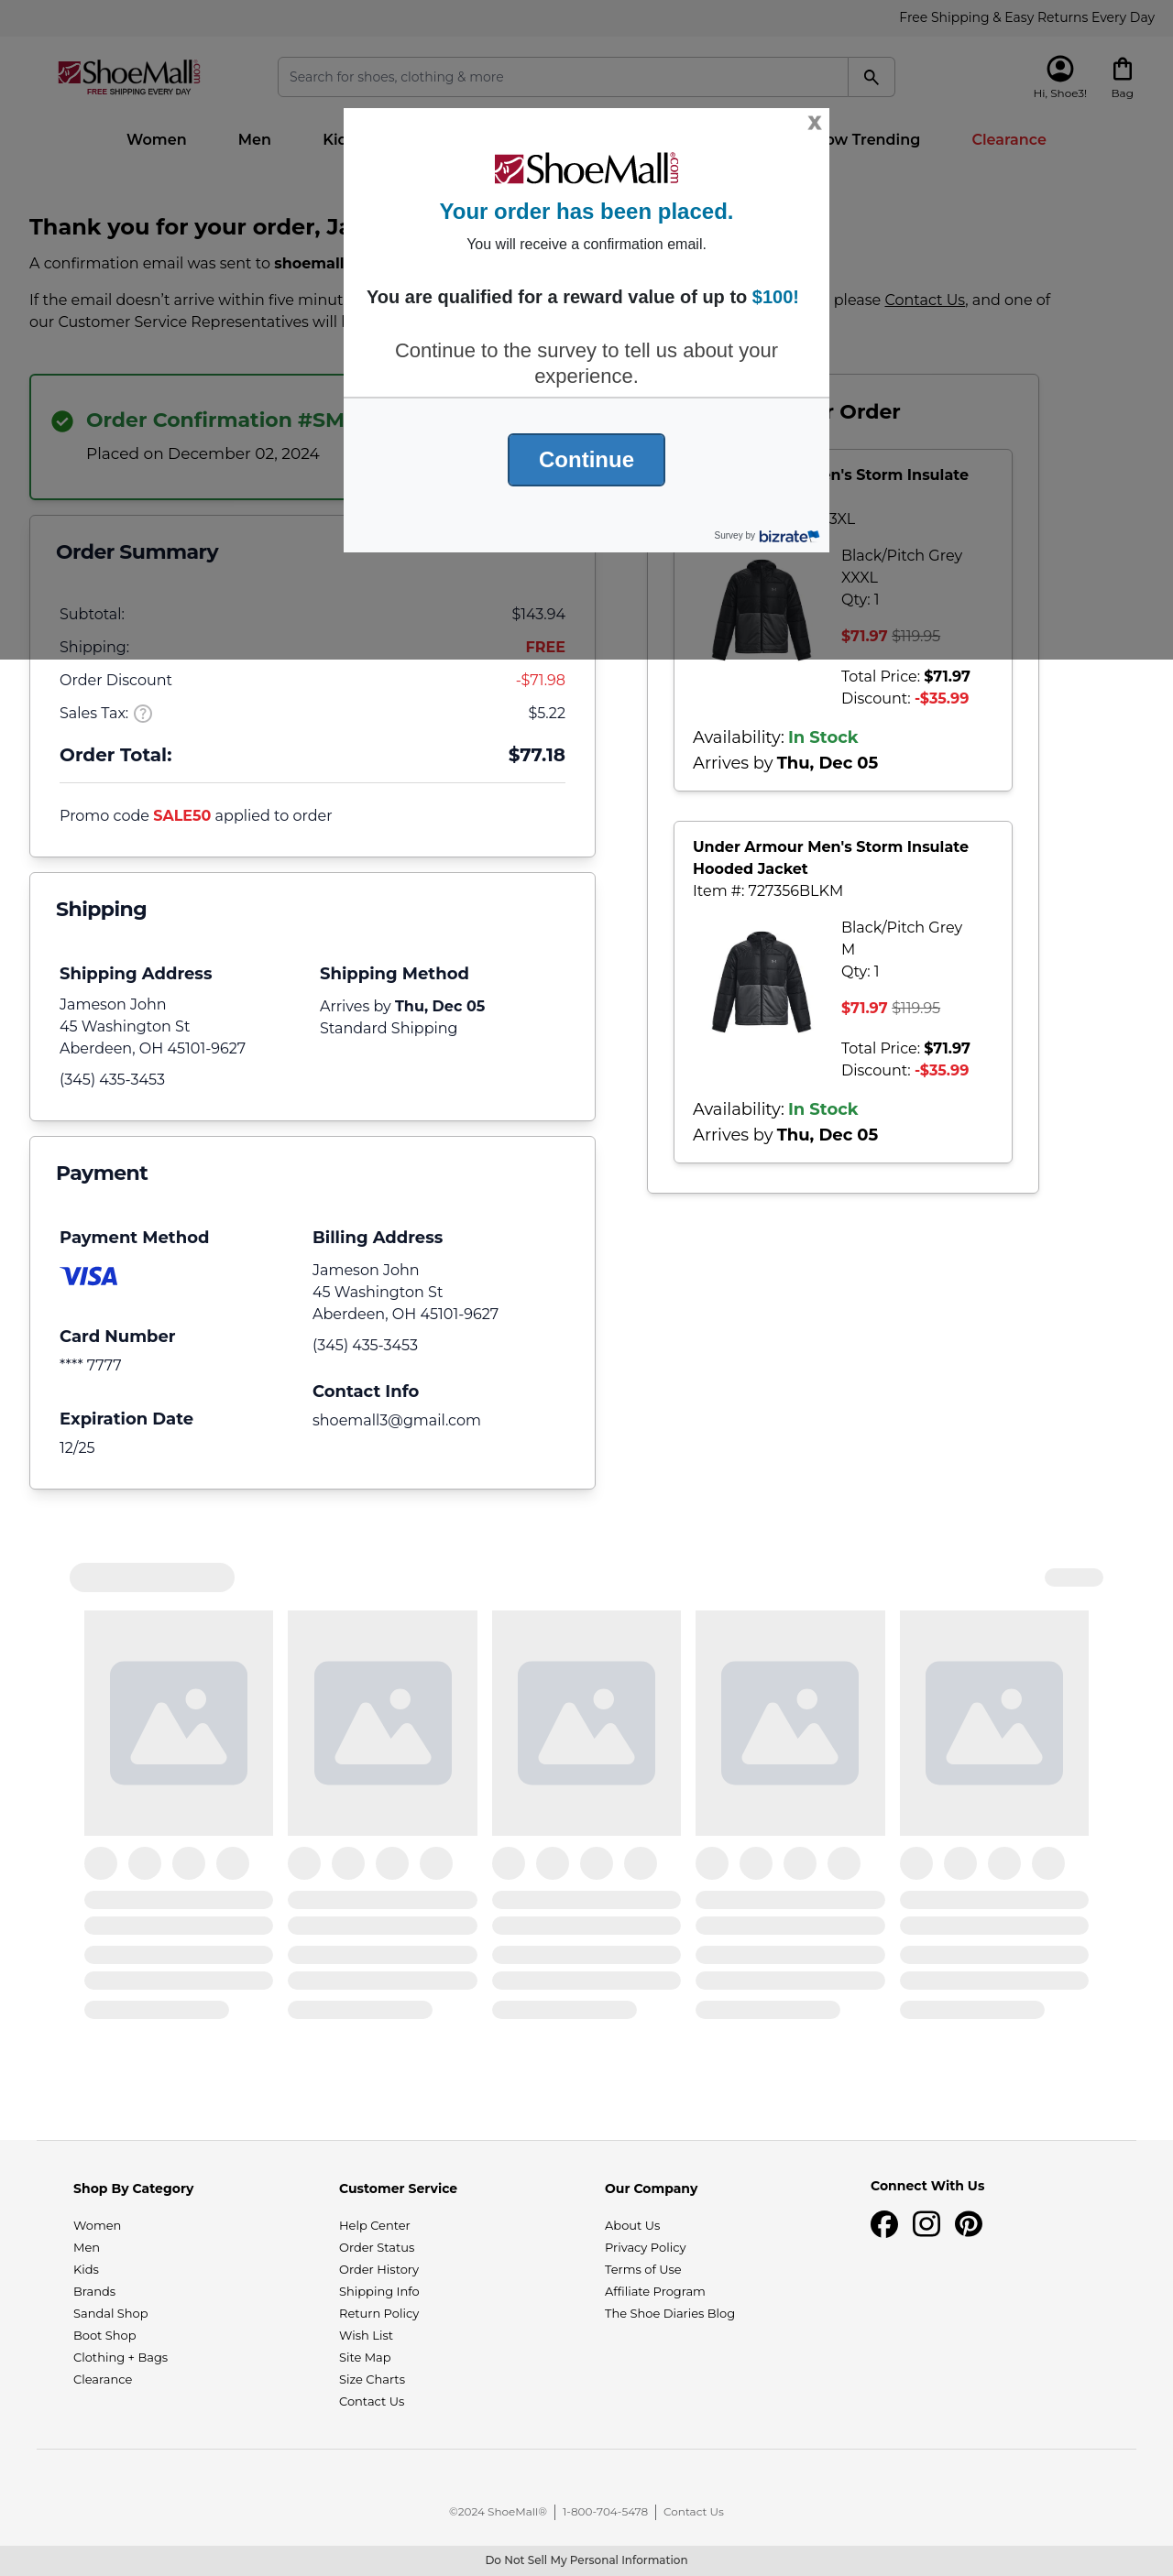 Free Shipping & Easy Returns Every Day
ShoeMall.com
FREE SHIPPING EVERY DAY
Search for shoes, clothing & more
Hi, Shoe3!
Bag
Women
Men
Trending
Clearance
X
ShoeMall.com
Your order has been placed.
You will receive a confirmation email.
You are qualified for a reward value of up to $100!
Continue to the survey to tell us about your
experience.
Continue
Survey by bizrate
Thank you for your order,
A confirmation email was sent to
If the email doesn’t arrive within five
please Contact Us, and one of
our Customer Service Representatives will
Order Confirmation #SM
Placed on December 02, 2024
Order Summary
Subtotal: $143.94
Shipping: FREE
Order Discount -$71.98
Sales Tax: ? $5.22
Order Total: $77.18
Promo code SALE50 applied to order
Shipping
Shipping Address
Jameson John
45 Washington St
Aberdeen, OH 45101-9627
(345) 435-3453
Shipping Method
Arrives by Thu, Dec 05
Standard Shipping
Payment
Payment Method
VISA
Card Number
**** 7777
Expiration Date
12/25
Billing Address
Jameson John
45 Washington St
Aberdeen, OH 45101-9627
(345) 435-3453
Contact Info
shoemall3@gmail.com
Order
Storm Insulate
3XL
Black/Pitch Grey
XXXL
Qty: 1
$71.97 $119.95
Total Price: $71.97
Discount: -$35.99
Availability: In Stock
Arrives by Thu, Dec 05
Under Armour Men's Storm Insulate
Hooded Jacket
Item #: 727356BLKM
Black/Pitch Grey
M
Qty: 1
$71.97 $119.95
Total Price: $71.97
Discount: -$35.99
Availability: In Stock
Arrives by Thu, Dec 05
Shop By Category
Women
Men
Kids
Brands
Sandal Shop
Boot Shop
Clothing + Bags
Clearance
Customer Service
Help Center
Order Status
Order History
Shipping Info
Return Policy
Wish List
Site Map
Size Charts
Contact Us
Our Company
About Us
Privacy Policy
Terms of Use
Affiliate Program
The Shoe Diaries Blog
Connect With Us
©2024 ShoeMall® | 1-800-704-5478 | Contact Us
Do Not Sell My Personal Information